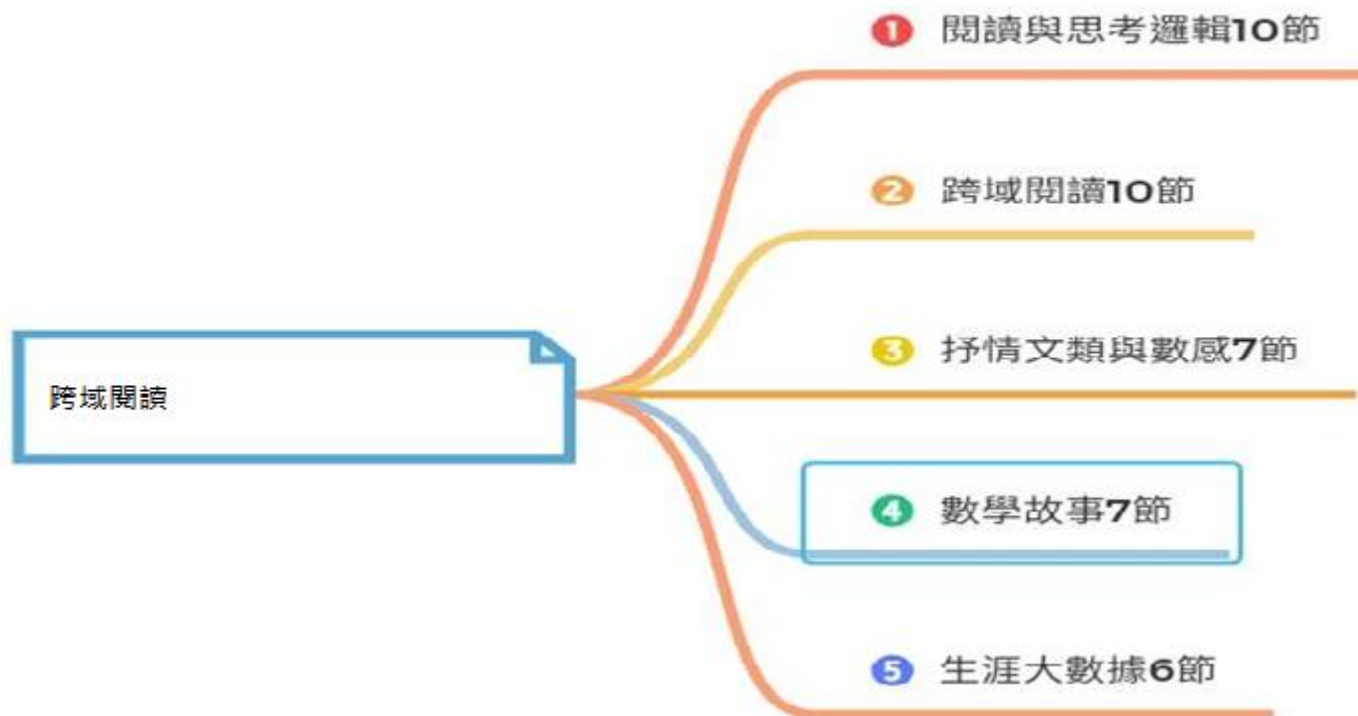 ❶ 閱讀與思考邏輯10節
❷ 跨域閱讀10節
❸ 抒情文類與數感7節
跨域閱讀
❹ 數學故事7節
❺ 生涯大數據6節